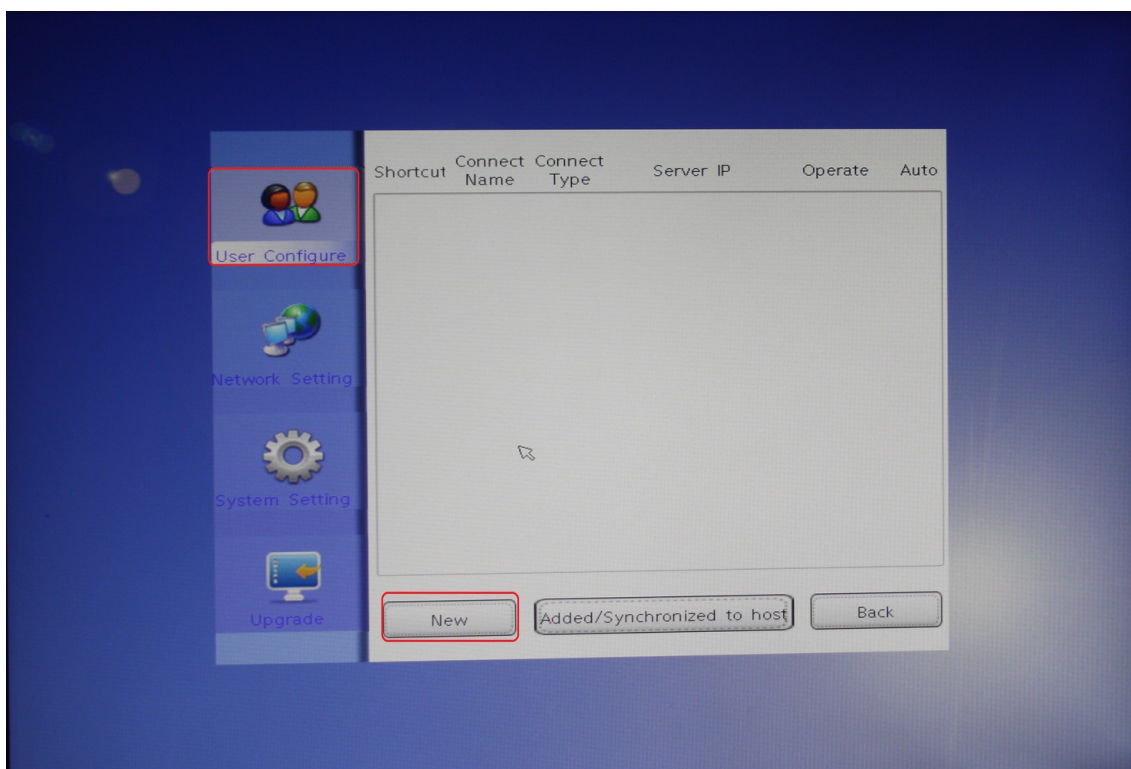 Shortcut Connect Name Connect Type Server IP Operate Auto
User Configure
Network Setting
System Setting
Upgrade
New Added/Synchronized to host Back